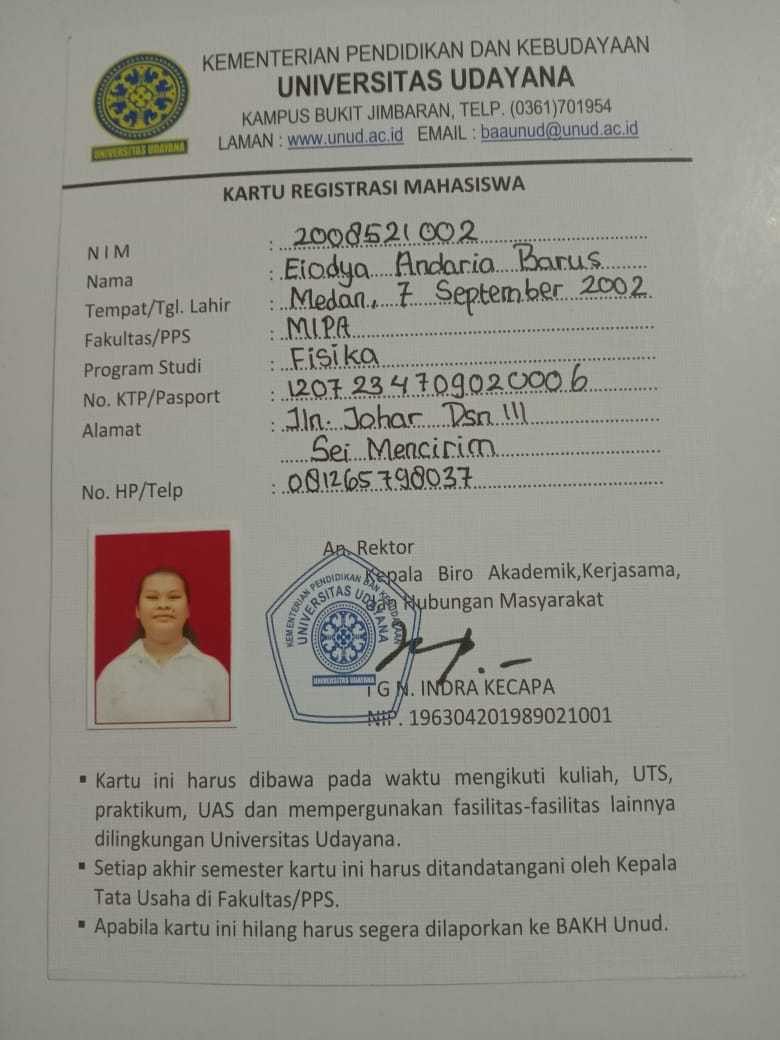 KEMENTERIAN PENDIDIKAN DAN KEBUDAYAAN
UNIVERSITAS UDAYANA
KAMPUS BUKIT JIMBARAN, TELP. (0361)701954
LAMAN : www.unud.ac.id EMAIL : baaunud@unud.ac.id
UNIVERSITAS UDAYANA
KARTU REGISTRASI MAHASISWA
N I M : 2008521002
Nama : Eiodya Andaria Barus
Tempat/Tgl. Lahir : Medan, 7 September 2002
Fakultas/PPS : MIPA
Program Studi : Fisika
No. KTP/Pasport : 1207234709020006
Alamat : Jln. Johar Dsn III
Sei Mencirim
No. HP/Telp : 081265798037
An. Rektor
Kepala Biro Akademik,Kerjasama,
dan Hubungan Masyarakat
KEMENTERIAN PENDIDIKAN DAN KEBUDAYAAN
UNIVERSITAS UDAYANA
UNIVERSITAS UDAYANA
I G N. INDRA KECAPA
NIP. 196304201989021001
▪ Kartu ini harus dibawa pada waktu mengikuti kuliah, UTS,
praktikum, UAS dan mempergunakan fasilitas-fasilitas lainnya
dilingkungan Universitas Udayana.
▪ Setiap akhir semester kartu ini harus ditandatangani oleh Kepala
Tata Usaha di Fakultas/PPS.
▪ Apabila kartu ini hilang harus segera dilaporkan ke BAKH Unud.